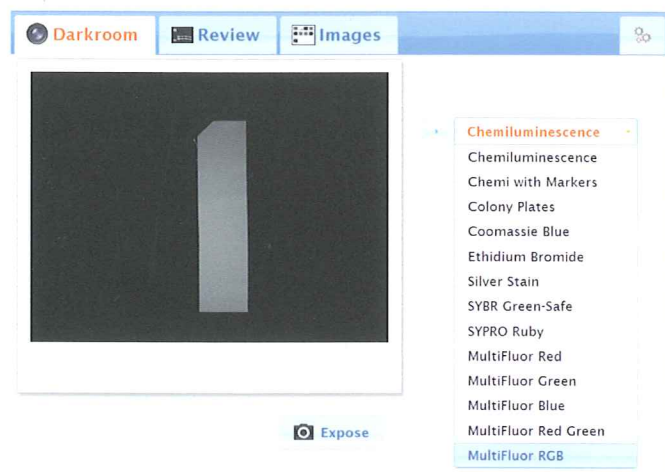 Darkroom Review Images
Chemiluminescence
Chemiluminescence
Chemi with Markers
Colony Plates
Coomassie Blue
Ethidium Bromide
Silver Stain
SYBR Green-Safe
SYPRO Ruby
MultiFluor Red
MultiFluor Green
MultiFluor Blue
MultiFluor Red Green
MultiFluor RGB
Expose